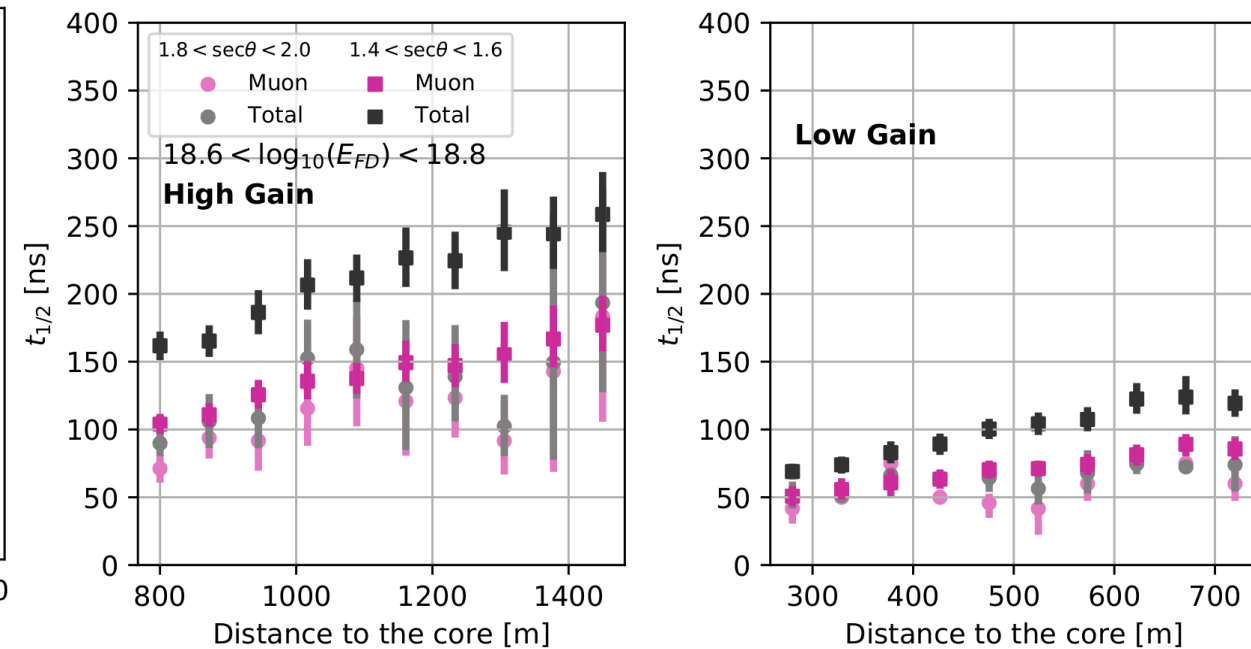 0
400
350
300
250
200
150
100
50
0
t1/2 [ns]
1.8 < secθ < 2.0 1.4 < secθ < 1.6
Muon Muon
Total Total
18.6 < log10(EFD) < 18.8
High Gain
800 1000 1200 1400
Distance to the core [m]
400
350
300
250
200
150
100
50
0
t1/2 [ns]
Low Gain
300 400 500 600 700
Distance to the core [m]